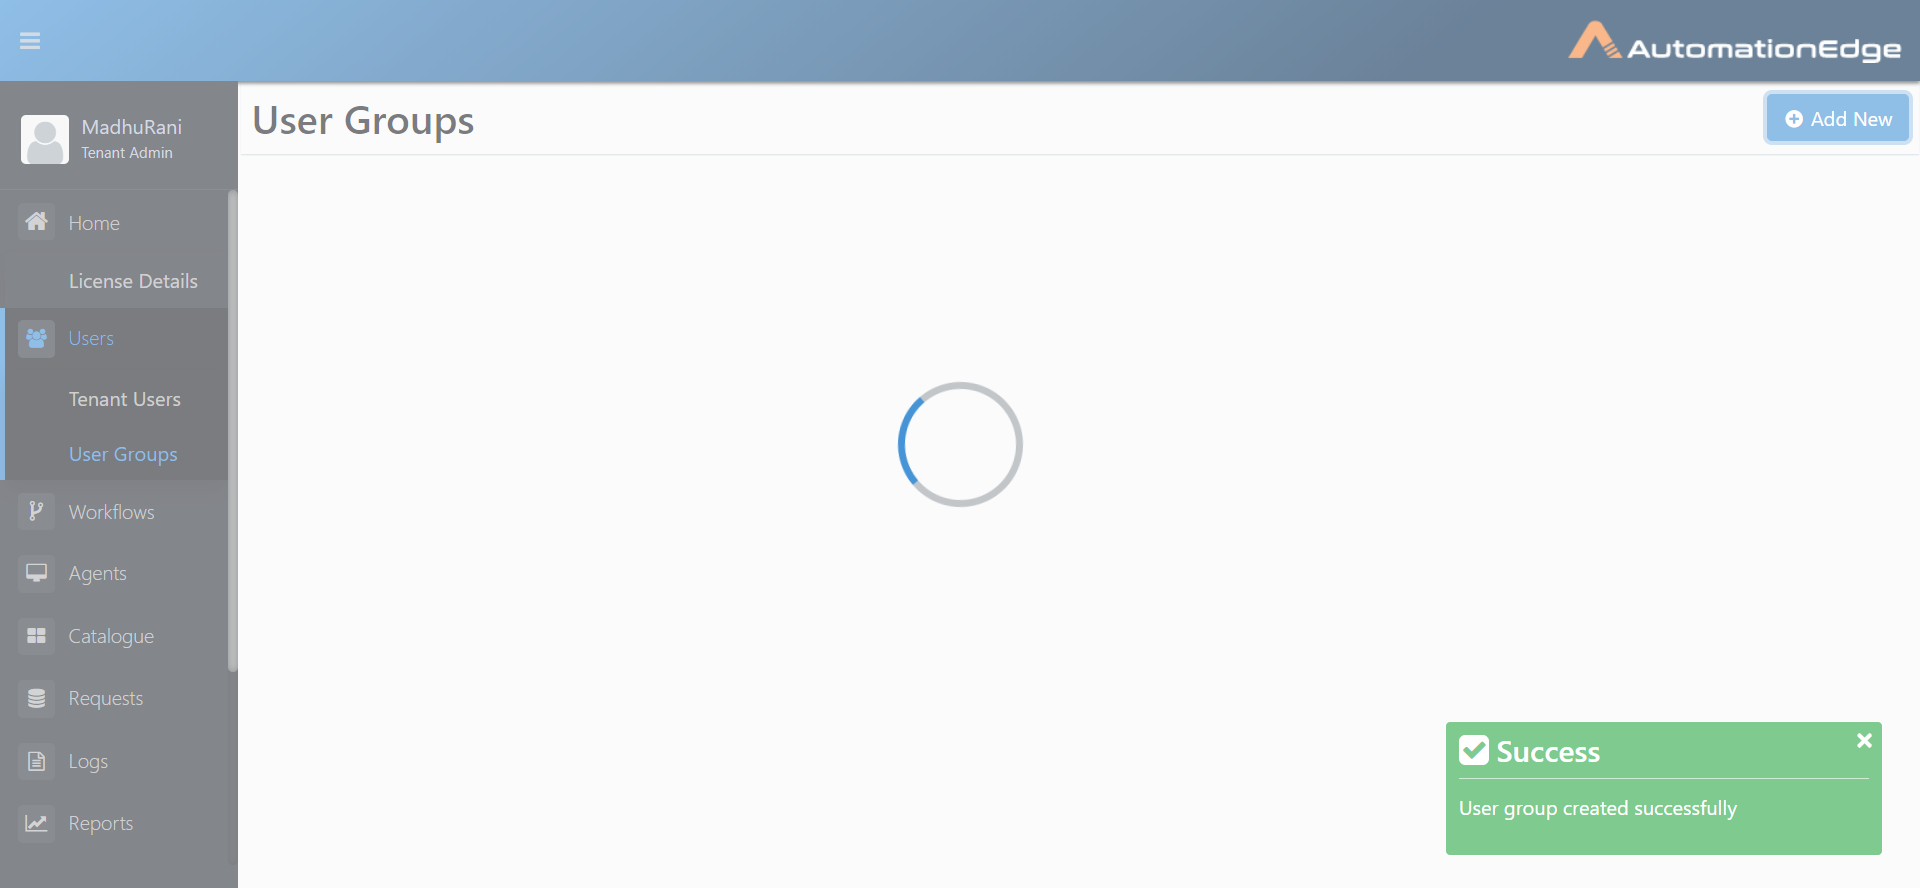 AutomationEdge
MadhuRani
Tenant Admin
User Groups
Add New
Home
License Details
Users
Tenant Users
User Groups
Workflows
Agents
Catalogue
Requests
Logs
Reports
Success
User group created successfully